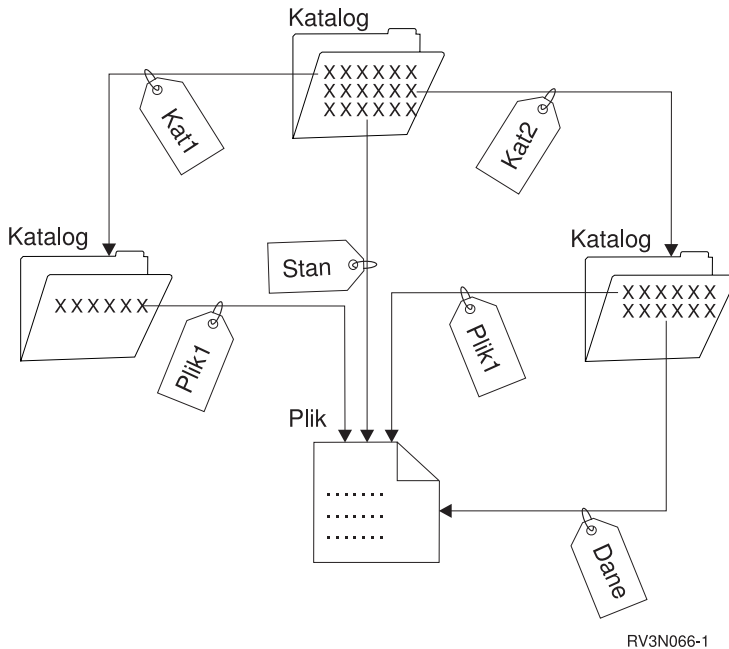 Katalog
XXXXXX
XXXXXX
XXXXXX
Kat1
Kat2
Katalog
XXXXXX
Stan
Katalog
XXXXXX
XXXXXX
Plik1
Plik1
Plik
Dane
RV3N066-1